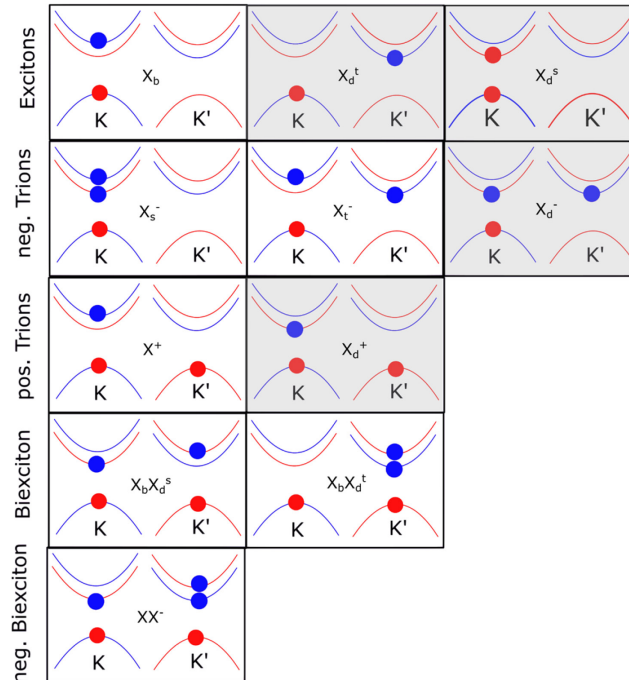 Excitons
X_b
K K'
X_d^t
K K'
X_d^s
K K'
neg. Trions
X_s^-
K K'
X_t^-
K K'
X_d^-
K K'
pos. Trions
X^+
K K'
X_d^+
K K'
Biexciton
X_bX_d^s
K K'
X_bX_d^t
K K'
neg. Biexciton
XX^-
K K'